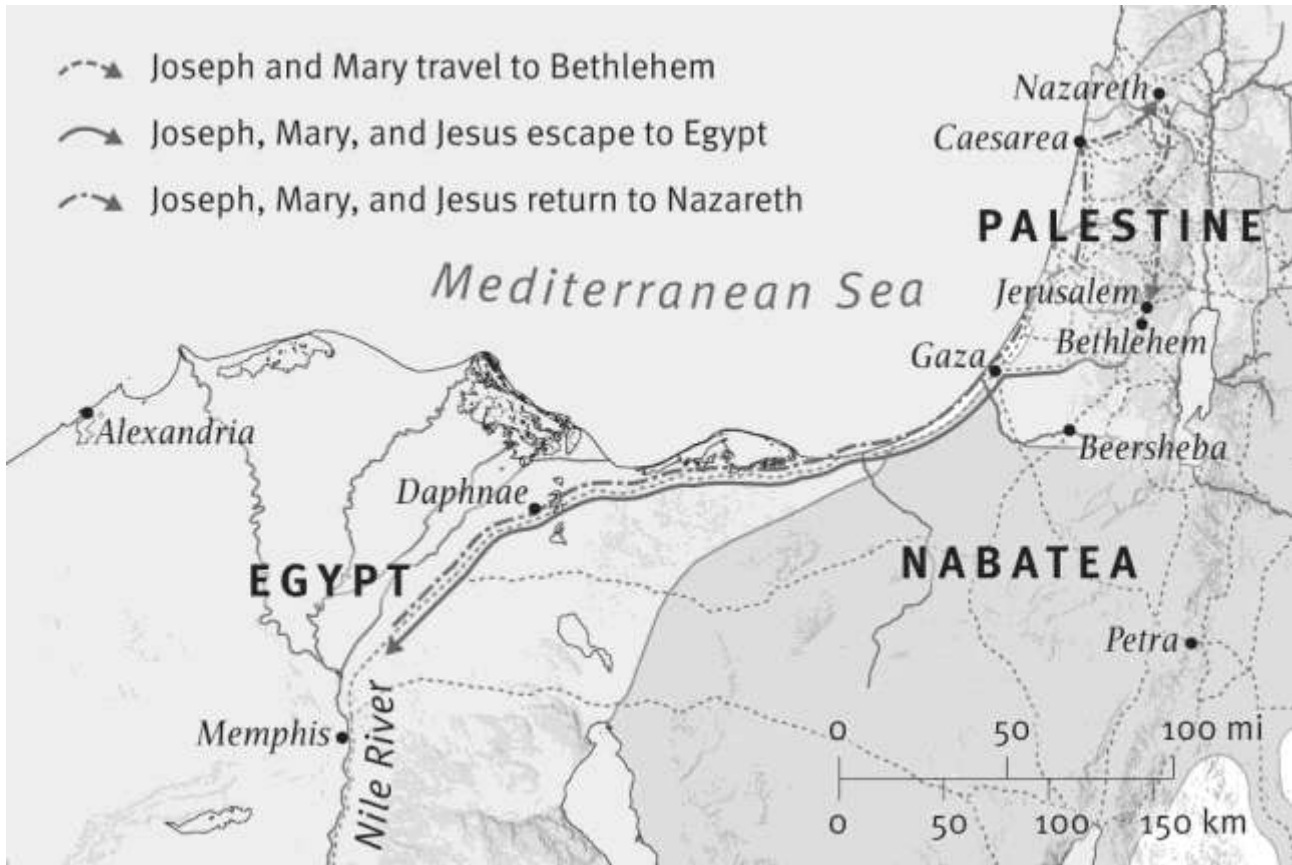 Joseph and Mary travel to Bethlehem
Joseph, Mary, and Jesus escape to Egypt
Joseph, Mary, and Jesus return to Nazareth
Nazareth
Caesarea
PALESTINE
Mediterranean Sea
Jerusalem
Bethlehem
Gaza
Alexandria
Beersheba
Daphnae
EGYPT
NABATEA
Petra
Memphis
Nile River
0 50 100 mi
0 50 100 150 km